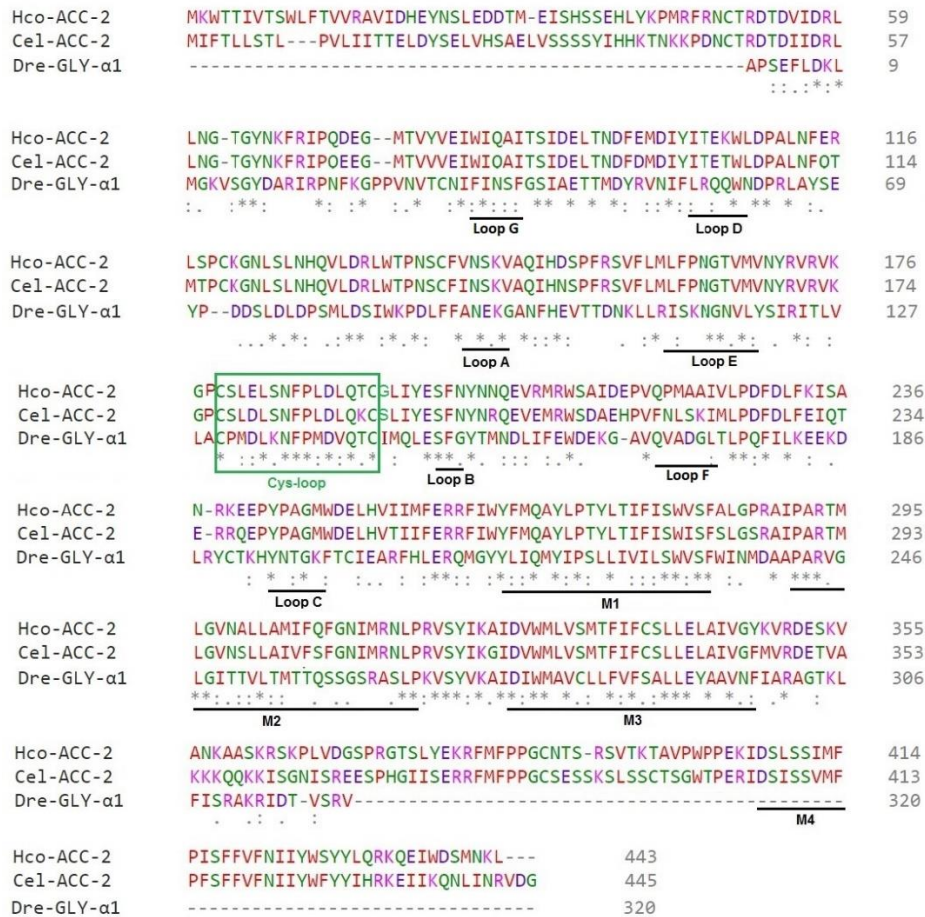 Hco-ACC-2 MKWTTIVTSWLFTVVRAVIDHEYNSLEDDTM-EISHSSEHLYKPMRFRNCTRDTDVIDRL 59
Cel-ACC-2 MIFTLLSTL---PVLIITTELDYSELVHSAELVSSSSYIHHKTNKKPDNCTRDTDIIDRL 57
Dre-GLY-α1 --------------------------------------------------APSEFLDKL 9
::.:*:*
Hco-ACC-2 LNG-TGYNKFRIPQDEG--MTVYVEIWIQAITSIDELTNDFEMDIYITEKWLDPALNFER 116
Cel-ACC-2 LNG-TGYNKFRIPOEEG--MTVVVEIWIQAITSIDELTNDFDMDIYITETWLDPALNFQT 114
Dre-GLY-α1 MGKVSGYDARIRPNFKGPPVNVTCNIFINSFGSIAETTMDYRVNIFLRQQWNDPRLAYSE 69
:. :**: *: :* :.* :*:*::: ** * * *: ::*:: : * ** * :.
Loop G Loop D
Hco-ACC-2 LSPCKGNLSLNHQVLDRLWTPNSCFVNSKVAQIHDSPFRSVFLMLFPNGTVMVNYRVRVK 176
Cel-ACC-2 MTPCKGNLSLNHQVLDRLWTPNSCFINSKVAQIHNSPFRSVFLMLFPNGTVMVNYRVRVK 174
Dre-GLY-α1 YP--DDSLDLDPSMLDSIWKPDLFFANEKGANFHEVTTDNKLLRISKNGNVLYSIRITLV 127
...*.*: .:** :*.*: * *.* *::*: . :* : **.*: . *: :
Loop A Loop E
Hco-ACC-2 GPCSLELSNFPLDLQTCGLIYESFNYNNQEVRMRWSAIDEPVQPMAAIVLPDFDLFKISA 236
Cel-ACC-2 GPCSLDLSNFPLDLQKCSLIYESFNYNRQEVEMRWSDAEHPVFNLSKIMLPDFDLFEIQT 234
Dre-GLY-α1 LACPMDLKNFPMDVQTCIMQLESFGYTMNDLIFEWDEKG-AVQVADGLTLPQFILKEEKD 186
* ::*.***:*:*.* : ***.*. ::: :.*. * : **:* * : .
Cys-loop Loop B Loop F
Hco-ACC-2 N-RKEEPYPAGMWDELHVIIMFERRFIWYFMQAYLPTYLTIFISWVSFALGPRAIPARTM 295
Cel-ACC-2 E-RRQEPYPAGMWDELHVTIIFERRFIWYFMQAYLPTYLTIFISWISFSLGSRAIPARTM 293
Dre-GLY-α1 LRYCTKHYNTGKFTCIEARFHLERQMGYYLIQMYIPSLLIVILSWVSFWINMDAAPARVG 246
: * :* : :.. : :**:: :*::* *:*: * :::**:** :. * ***.
Loop C M1
Hco-ACC-2 LGVNALLAMIFQFGNIMRNLPRVSYIKAIDVWMLVSMTFIFCSLLELAIVGYKVRDESKV 355
Cel-ACC-2 LGVNSLLAIVFSFGNIMRNLPRVSYIKGIDVWMLVSMTFIFCSLLELAIVGFMVRDETVA 353
Dre-GLY-α1 LGITTVLTMTTQSSGSRASLPKVSYVKAIDIWMAVCLLFVFSALLEYAAVNFIARAGTKL 306
**:.::*:: . .. .**:***:*.**:** *.: *:*.:*** * *.: .* :
M2 M3
Hco-ACC-2 ANKAASKRSKPLVDGSPRGTSLYEKRFMFPPGCNTS-RSVTKTAVPWPPEKIDSLSSIMF 414
Cel-ACC-2 KKKQQKKISGNISREESPHGIISERRFMFPPGCSESSKSLSSCTSGWTPERIDSISSVMF 413
Dre-GLY-α1 FISRAKRIDT-VSRV--------------------------------------------- 320
. .: . :
M4
Hco-ACC-2 PISFFVFNIIYWSYYLQRKQEIWDSMNKL--- 443
Cel-ACC-2 PFSFFVFNIIYWFYYIHRKEIIKQNLINRVDG 445
Dre-GLY-α1 -------------------------------- 320